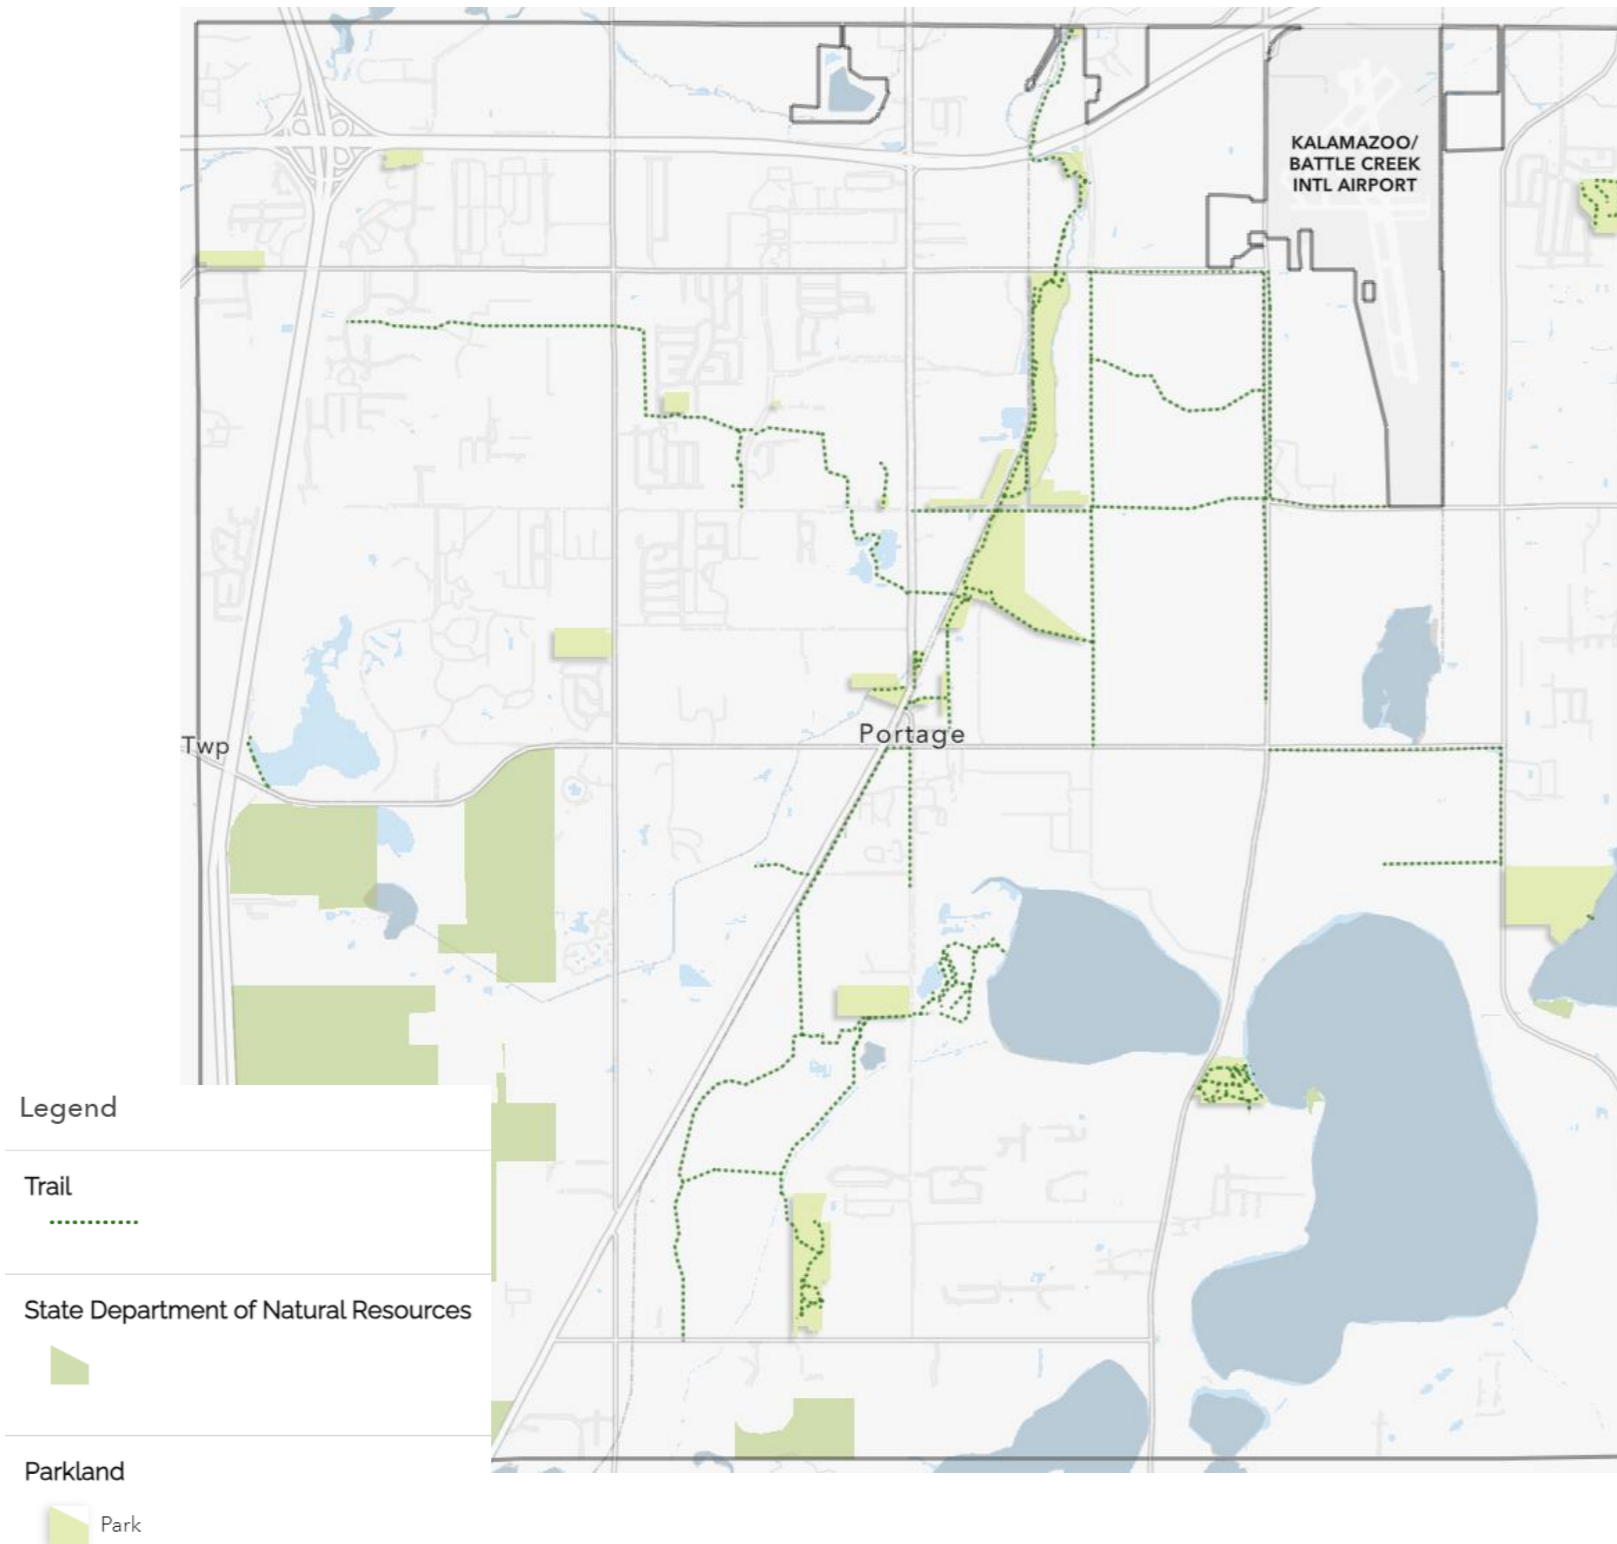 KALAMAZOO/
BATTLE CREEK
INTL AIRPORT
Portage
Twp
Legend
Trail
State Department of Natural Resources
Parkland
Park